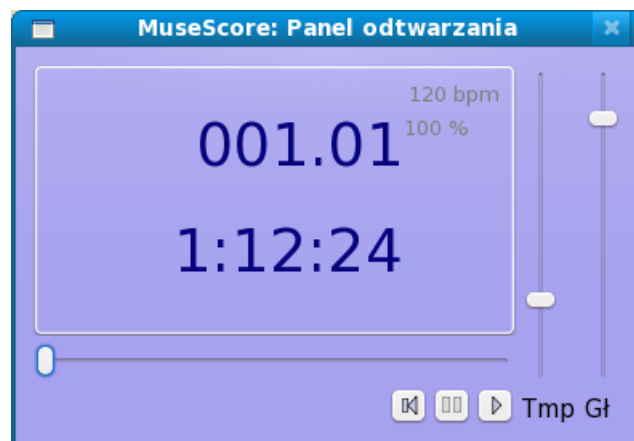 MuseScore: Panel odtwarzania
120 bpm
001.01 100 %
1:12:24
Tmp Gł